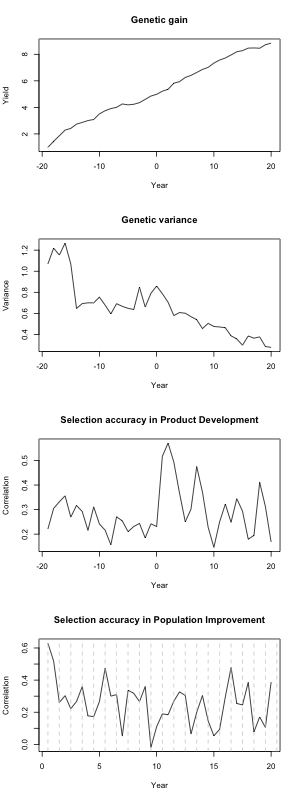 Genetic gain
8
6
4
2
Yield
-20 -10 0 10 20
Year
Genetic variance
1.2
1.0
0.8
0.6
0.4
Variance
-20 -10 0 10 20
Year
Selection accuracy in Product Development
0.5
0.4
0.3
0.2
Correlation
-20 -10 0 10 20
Year
Selection accuracy in Population Improvement
0.6
0.4
0.2
0.0
Correlation
0 5 10 15 20
Year